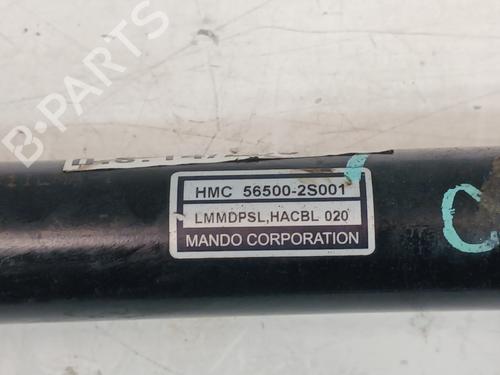 B-PARTS
HMC 56500-2S001
LMMDPSL,HACBL 020
MANDO CORPORATION
C